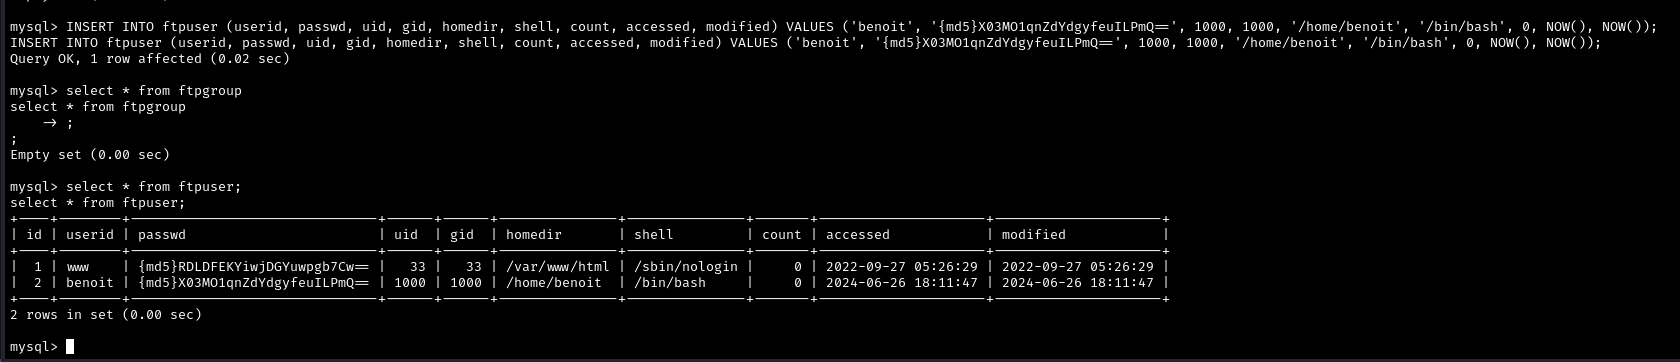 mysql> INSERT INTO ftpuser (userid, passwd, uid, gid, homedir, shell, count, accessed, modified) VALUES ('benoit', '{md5}X03MO1qnZdYdgyfeuILPmQ==', 1000, 1000, '/home/benoit', '/bin/bash', 0, NOW(), NOW());
INSERT INTO ftpuser (userid, passwd, uid, gid, homedir, shell, count, accessed, modified) VALUES ('benoit', '{md5}X03MO1qnZdYdgyfeuILPmQ==', 1000, 1000, '/home/benoit', '/bin/bash', 0, NOW(), NOW());
Query OK, 1 row affected (0.02 sec)
mysql> select * from ftpgroup
select * from ftpgroup
    -> ;
;
Empty set (0.00 sec)
mysql> select * from ftpuser;
select * from ftpuser;
| id | userid | passwd | uid | gid | homedir | shell | count | accessed | modified |
| 1 | www | {md5}RDLDFEKYiwjDGYuwpgb7Cw== | 33 | 33 | /var/www/html | /sbin/nologin | 0 | 2022-09-27 05:26:29 | 2022-09-27 05:26:29 |
| 2 | benoit | {md5}X03MO1qnZdYdgyfeuILPmQ== | 1000 | 1000 | /home/benoit | /bin/bash | 0 | 2024-06-26 18:11:47 | 2024-06-26 18:11:47 |
2 rows in set (0.00 sec)
mysql>